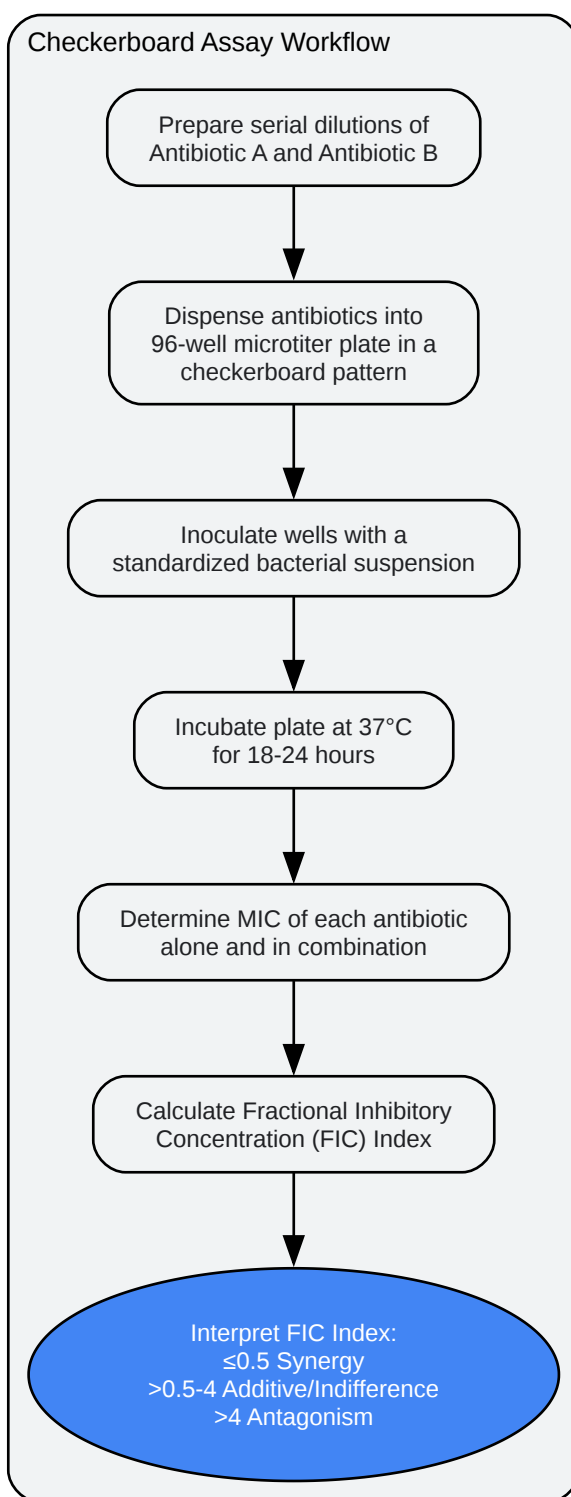 Checkerboard Assay Workflow
Prepare serial dilutions of
Antibiotic A and Antibiotic B
Dispense antibiotics into
96-well microtiter plate in a
checkerboard pattern
Inoculate wells with a
standardized bacterial suspension
Incubate plate at 37°C
for 18-24 hours
Determine MIC of each antibiotic
alone and in combination
Calculate Fractional Inhibitory
Concentration (FIC) Index
Interpret FIC Index:
≤0.5 Synergy
>0.5-4 Additive/Indifference
>4 Antagonism